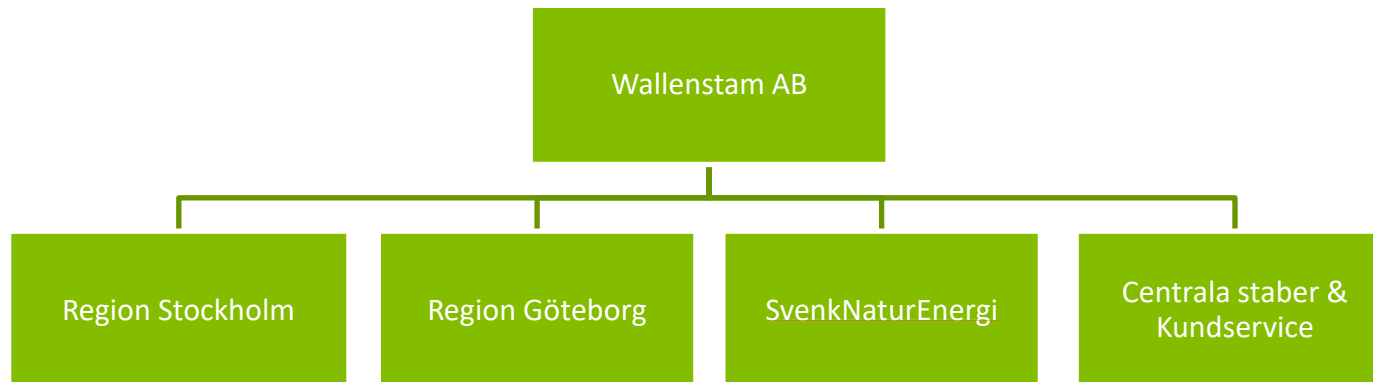 Wallenstam AB
Region Stockholm
Region Göteborg
SvenkNaturEnergi
Centrala staber &
Kundservice